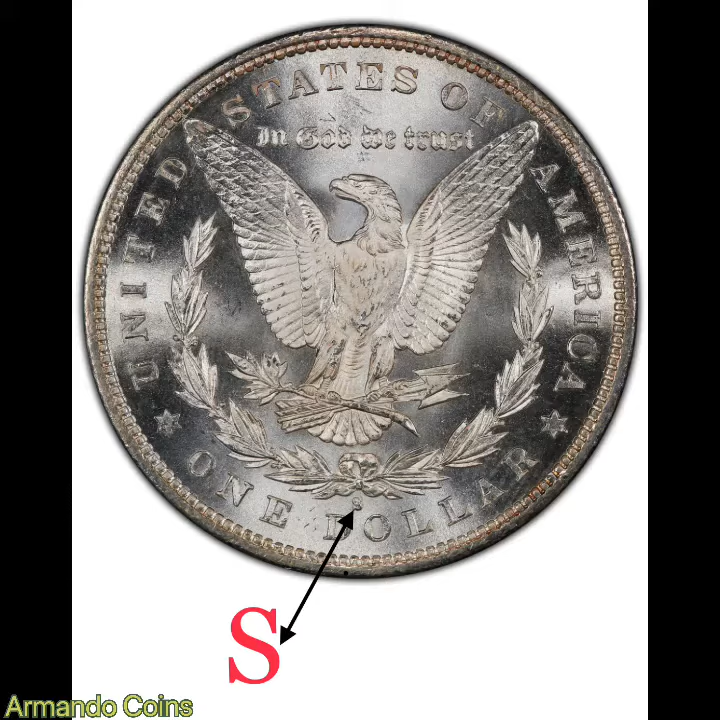 UNITED STATES OF AMERICA
In God we trust
S
ONE DOLLAR
S
Armando Coins